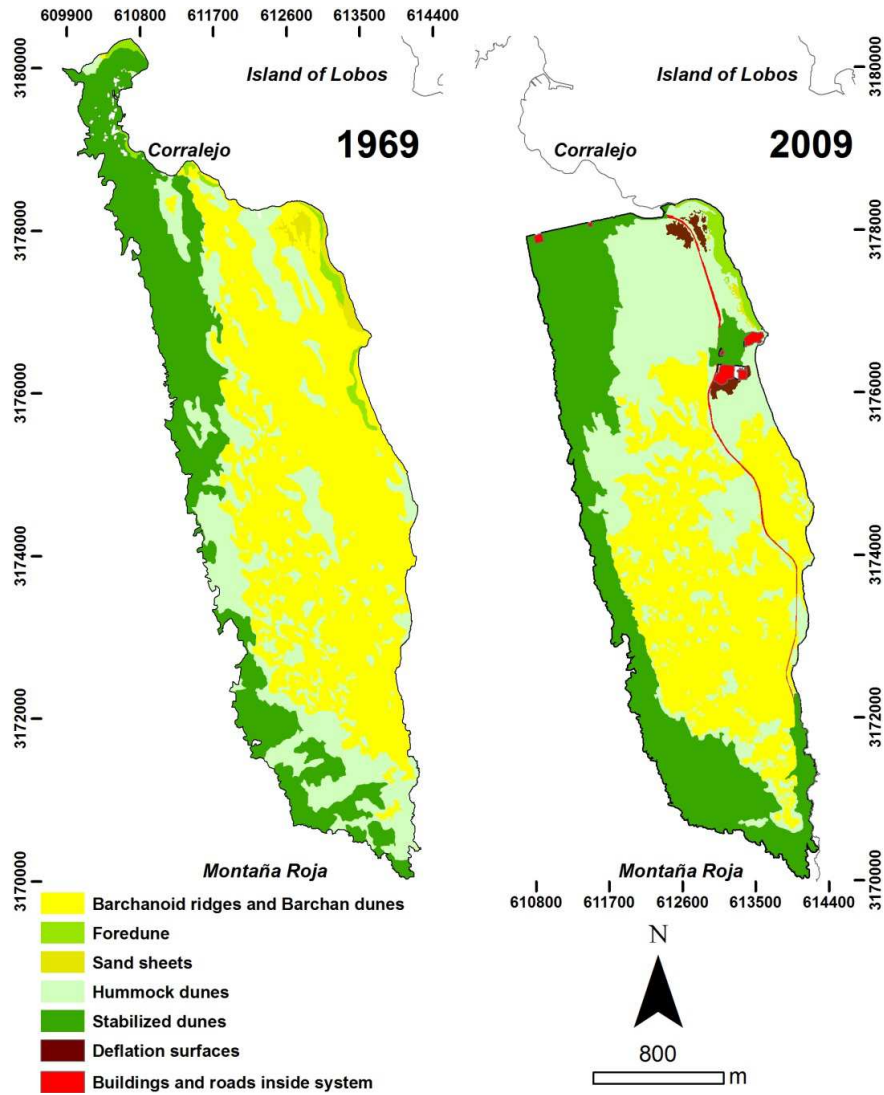 609900 610800 611700 612600 613500 614400
3180000
3178000
3176000
3174000
3172000
3170000
Island of Lobos
Corralejo
1969
Montaña Roja
Island of Lobos
Corralejo
2009
Montaña Roja
3180000
3178000
3176000
3174000
3172000
3170000
610800 611700 612600 613500 614400
Barchanoid ridges and Barchan dunes
Foredune
Sand sheets
Hummock dunes
Stabilized dunes
Deflation surfaces
Buildings and roads inside system
N
800
m